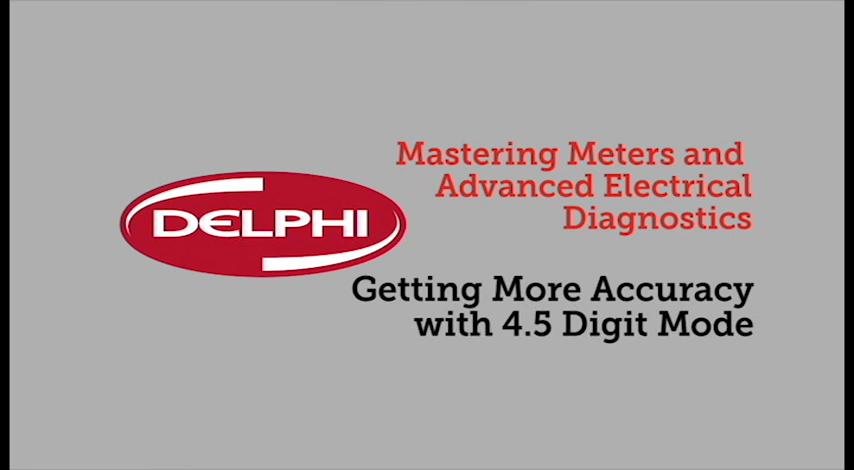 Mastering Meters and
Advanced Electrical
Diagnostics
DELPHI
Getting More Accuracy
with 4.5 Digit Mode